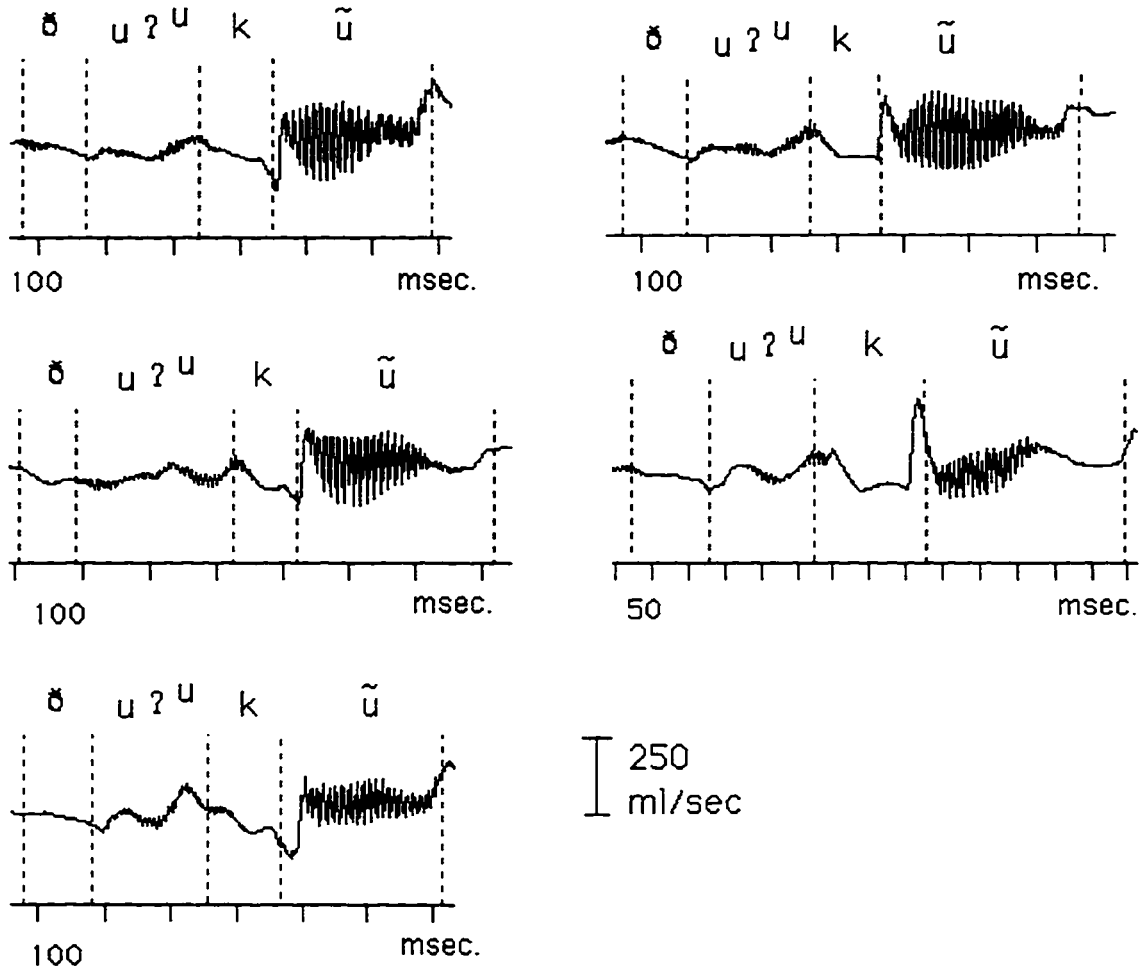 ð̌ u ʔ ᵘ k ũ
100 msec.
ð̌ u ʔ ᵘ k ũ
100 msec.
ð̌ u ʔ ᵘ k ũ
100 msec.
ð̌ u ʔ ᵘ k ũ
50 msec.
ð̌ u ʔ ᵘ k ũ
100 msec.
250
ml/sec